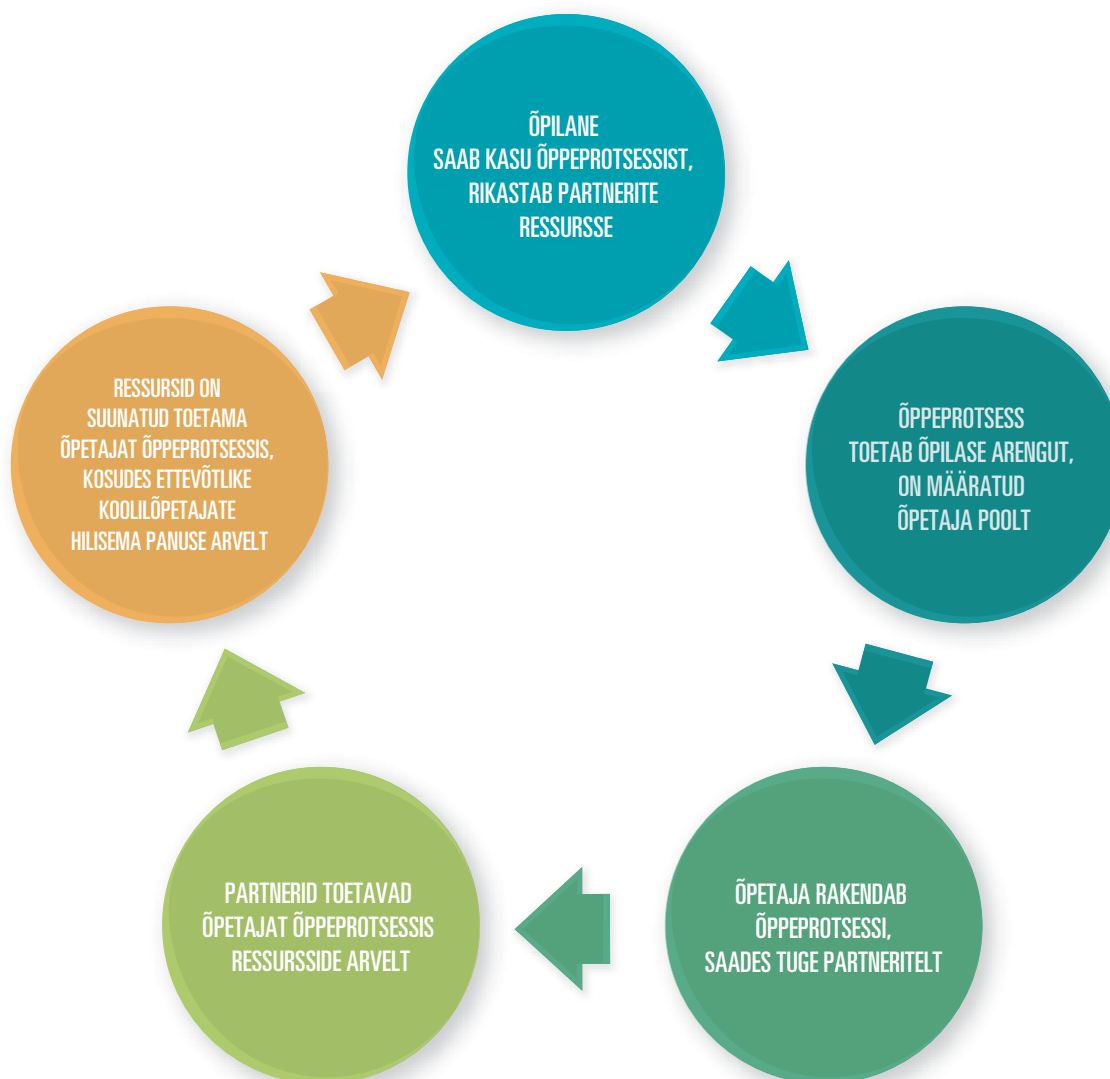 ÕPILANE
SAAB KASU ÕPPEPROTSESSIST,
RIKASTAB PARTNERITE
RESSURSSE
ÕPPEPROTSESS
TOETAB ÕPILASE ARENGUT,
ON MÄÄRATUD
ÕPETAJA POOLT
ÕPETAJA RAKENDAB
ÕPPEPROTSESSI,
SAADES TUGE PARTNERITELT
PARTNERID TOETAVAD
ÕPETAJAT ÕPPEPROTSESSIS
RESSURSSIDE ARVELT
RESSURSID ON
SUUNATUD TOETAMA
ÕPETAJAT ÕPPEPROTSESSIS,
KOSUDES ETTEVÕTLIKE
KOOLILÕPETAJATE
HILISEMA PANUSE ARVELT